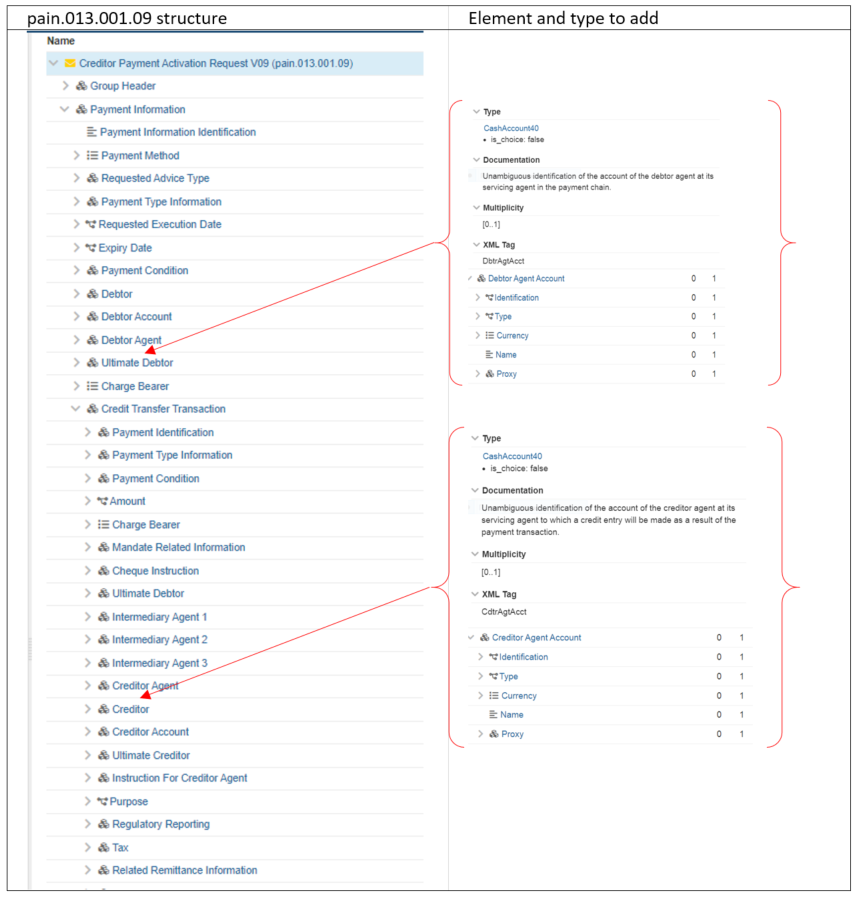 pain.013.001.09 structure
Element and type to add
Name
Creditor Payment Activation Request V09 (pain.013.001.09)
Group Header
Payment Information
Payment Information Identification
Payment Method
Requested Advice Type
Payment Type Information
Requested Execution Date
Expiry Date
Payment Condition
Debtor
Debtor Account
Debtor Agent
Ultimate Debtor
Charge Bearer
Credit Transfer Transaction
Payment Identification
Payment Type Information
Payment Condition
Amount
Charge Bearer
Mandate Related Information
Cheque Instruction
Ultimate Debtor
Intermediary Agent 1
Intermediary Agent 2
Intermediary Agent 3
Creditor Agent
Creditor
Creditor Account
Ultimate Creditor
Instruction For Creditor Agent
Purpose
Regulatory Reporting
Tax
Related Remittance Information
Type
CashAccount40
• is_choice: false
Documentation
Unambiguous identification of the account of the debtor agent at its
servicing agent in the payment chain.
Multiplicity
[0..1]
XML Tag
DbtrAgtAcct
Debtor Agent Account 0 1
Identification 0 1
Type 0 1
Currency 0 1
Name 0 1
Proxy 0 1
Type
CashAccount40
• is_choice: false
Documentation
Unambiguous identification of the account of the creditor agent at its
servicing agent to which a credit entry will be made as a result of the
payment transaction.
Multiplicity
[0..1]
XML Tag
CdtrAgtAcct
Creditor Agent Account 0 1
Identification 0 1
Type 0 1
Currency 0 1
Name 0 1
Proxy 0 1